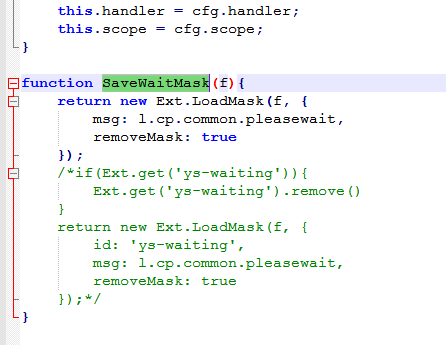 this.handler = cfg.handler;
this.scope = cfg.scope;
}
function SaveWaitMask(f){
return new Ext.LoadMask(f, {
msg: l.cp.common.pleasewait,
removeMask: true
});
/*if(Ext.get('ys-waiting')){
Ext.get('ys-waiting').remove()
}
return new Ext.LoadMask(f, {
id: 'ys-waiting',
msg: l.cp.common.pleasewait,
removeMask: true
});*/
}